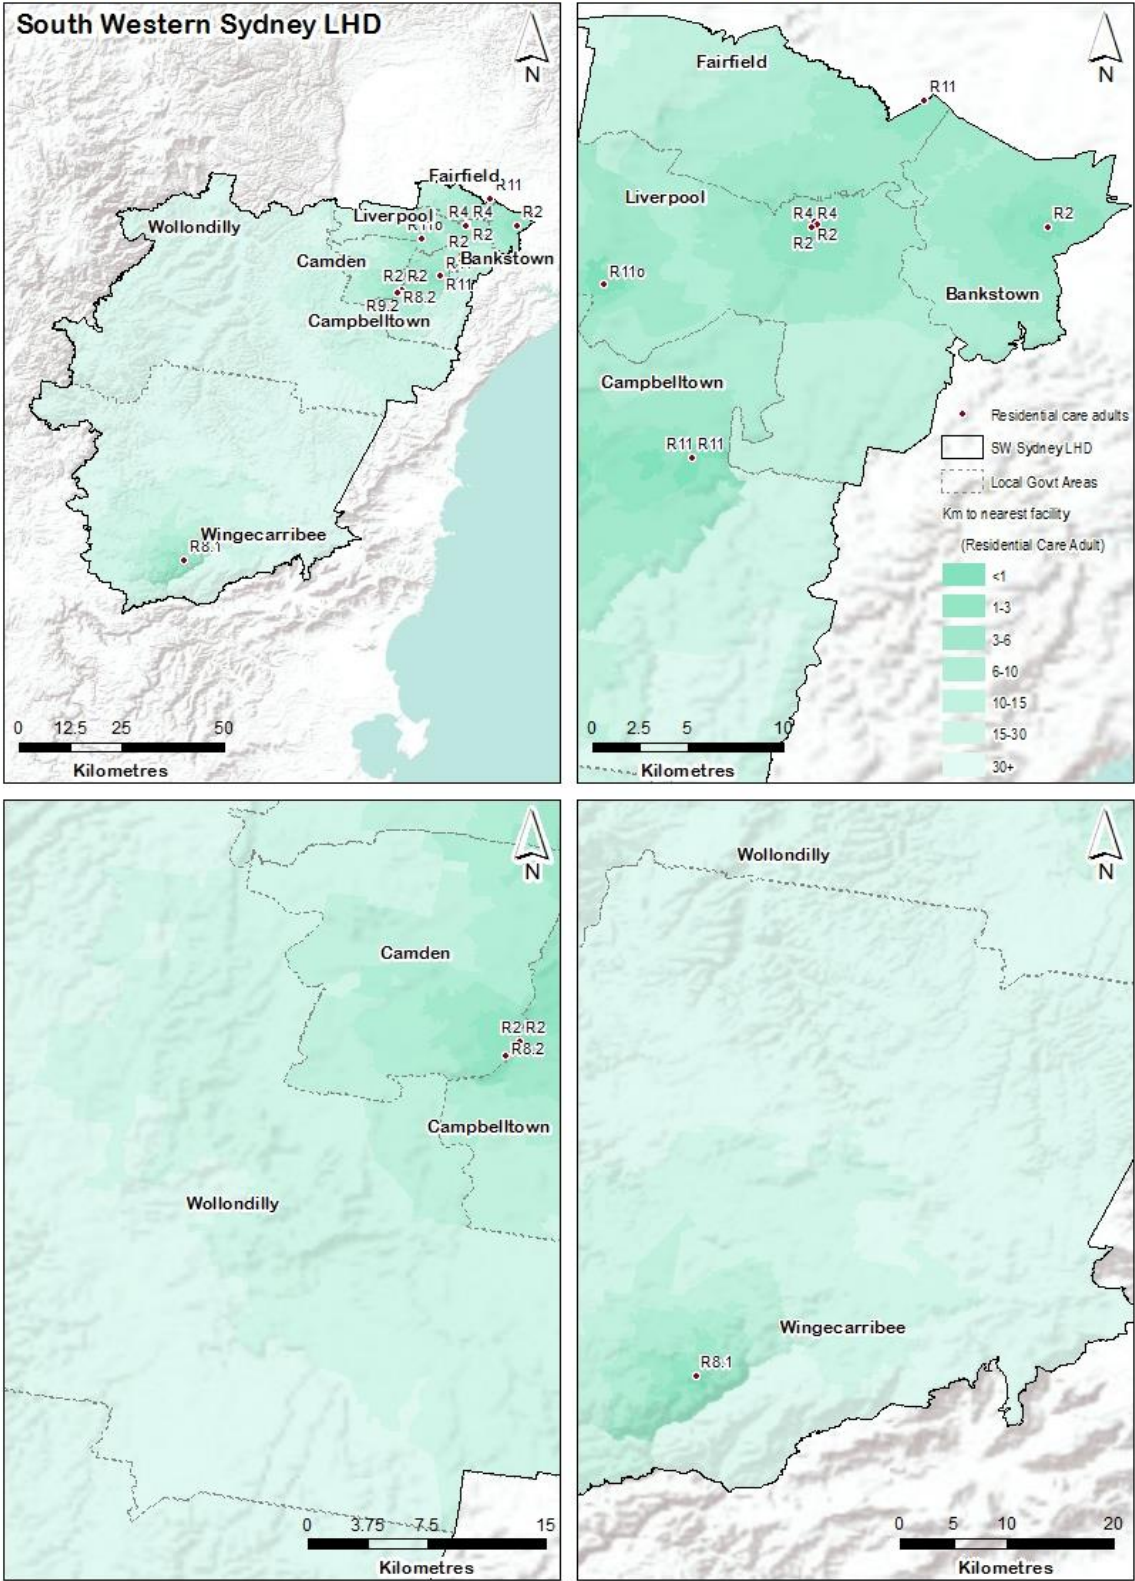 South Western Sydney LHD
N
Fairfield
R11
Wollondilly
Liverpool
R4 R4
R2
R2
R2
Camden
Bankstown
R2 R2
R11
R8.2
R9.2
Campbelltown
Wingecarribee
R8.1
0 12.5 25 50
Kilometres
N
Fairfield
R11
Liverpool
R4 R4
R2 R2
R2
R11o
Bankstown
Campbelltown
R11 R11
Residential care adults
SW Sydney LHD
Local Govt Areas
Km to nearest facility
(Residential Care Adult)
<1
1-3
3-6
6-10
10-15
15-30
30+
0 2.5 5 10
Kilometres
N
Camden
R2 R2
R8.2
Campbelltown
Wollondilly
0 3.75 7.5 15
Kilometres
N
Wollondilly
Wingecarribee
R8.1
0 5 10 20
Kilometres